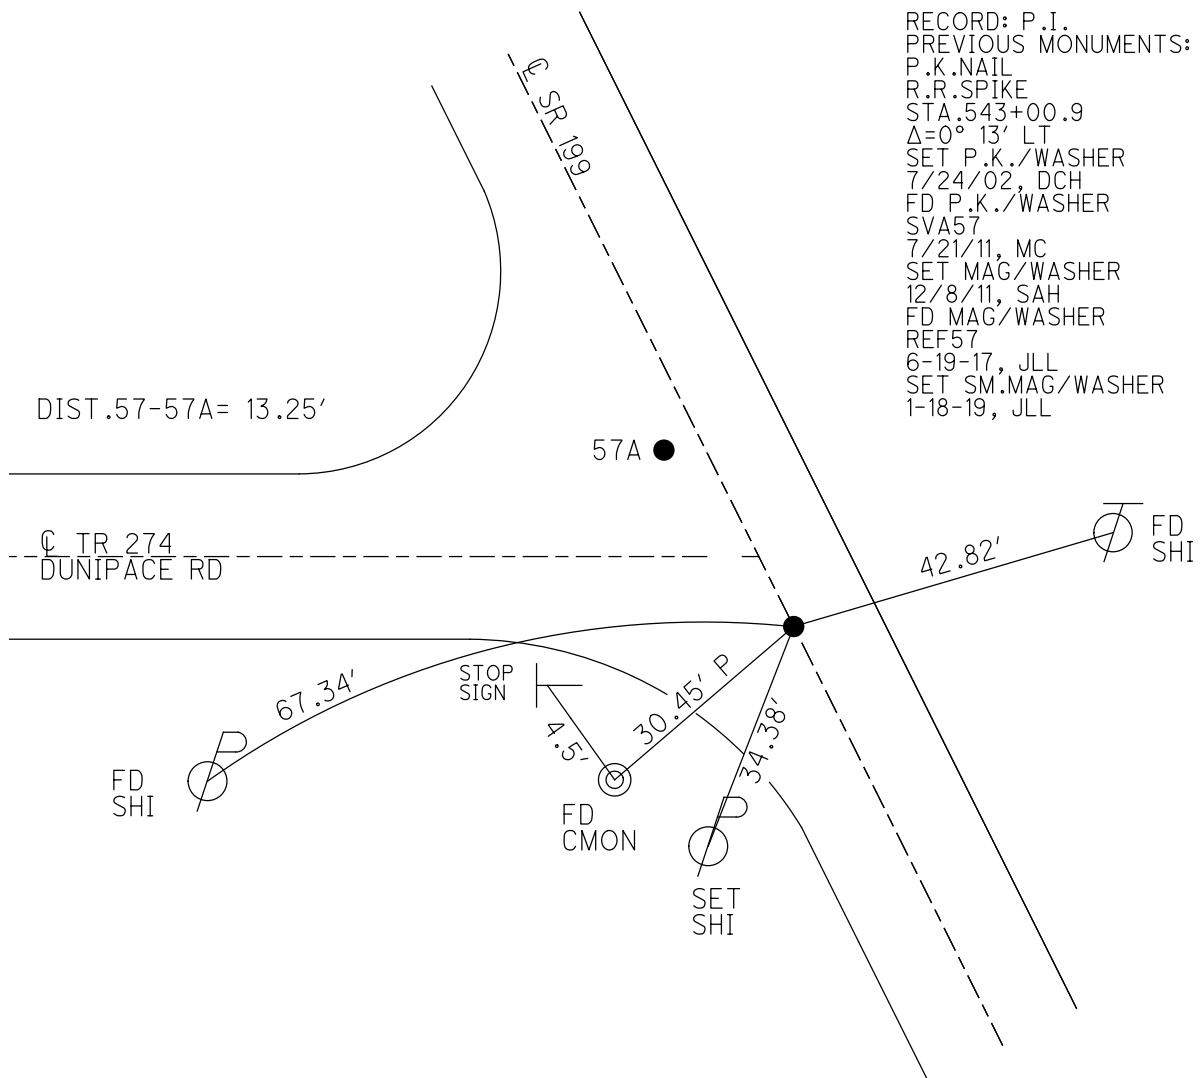 RECORD: P.I.
PREVIOUS MONUMENTS:
P.K.NAIL
R.R.SPIKE
STA.543+00.9
Δ=0° 13' LT
SET P.K./WASHER
7/24/02, DCH
FD P.K./WASHER
SVA57
7/21/11, MC
SET MAG/WASHER
12/8/11, SAH
FD MAG/WASHER
REF57
6-19-17, JLL
SET SM.MAG/WASHER
1-18-19, JLL
℄ SR 199
DIST.57-57A= 13.25'
57A
℄ TR 274
DUNIPACE RD
42.82'
FD
SHI
STOP
SIGN
67.34'
30.45' P
4.5'
34.38'
FD
SHI
FD
CMON
SET
SHI